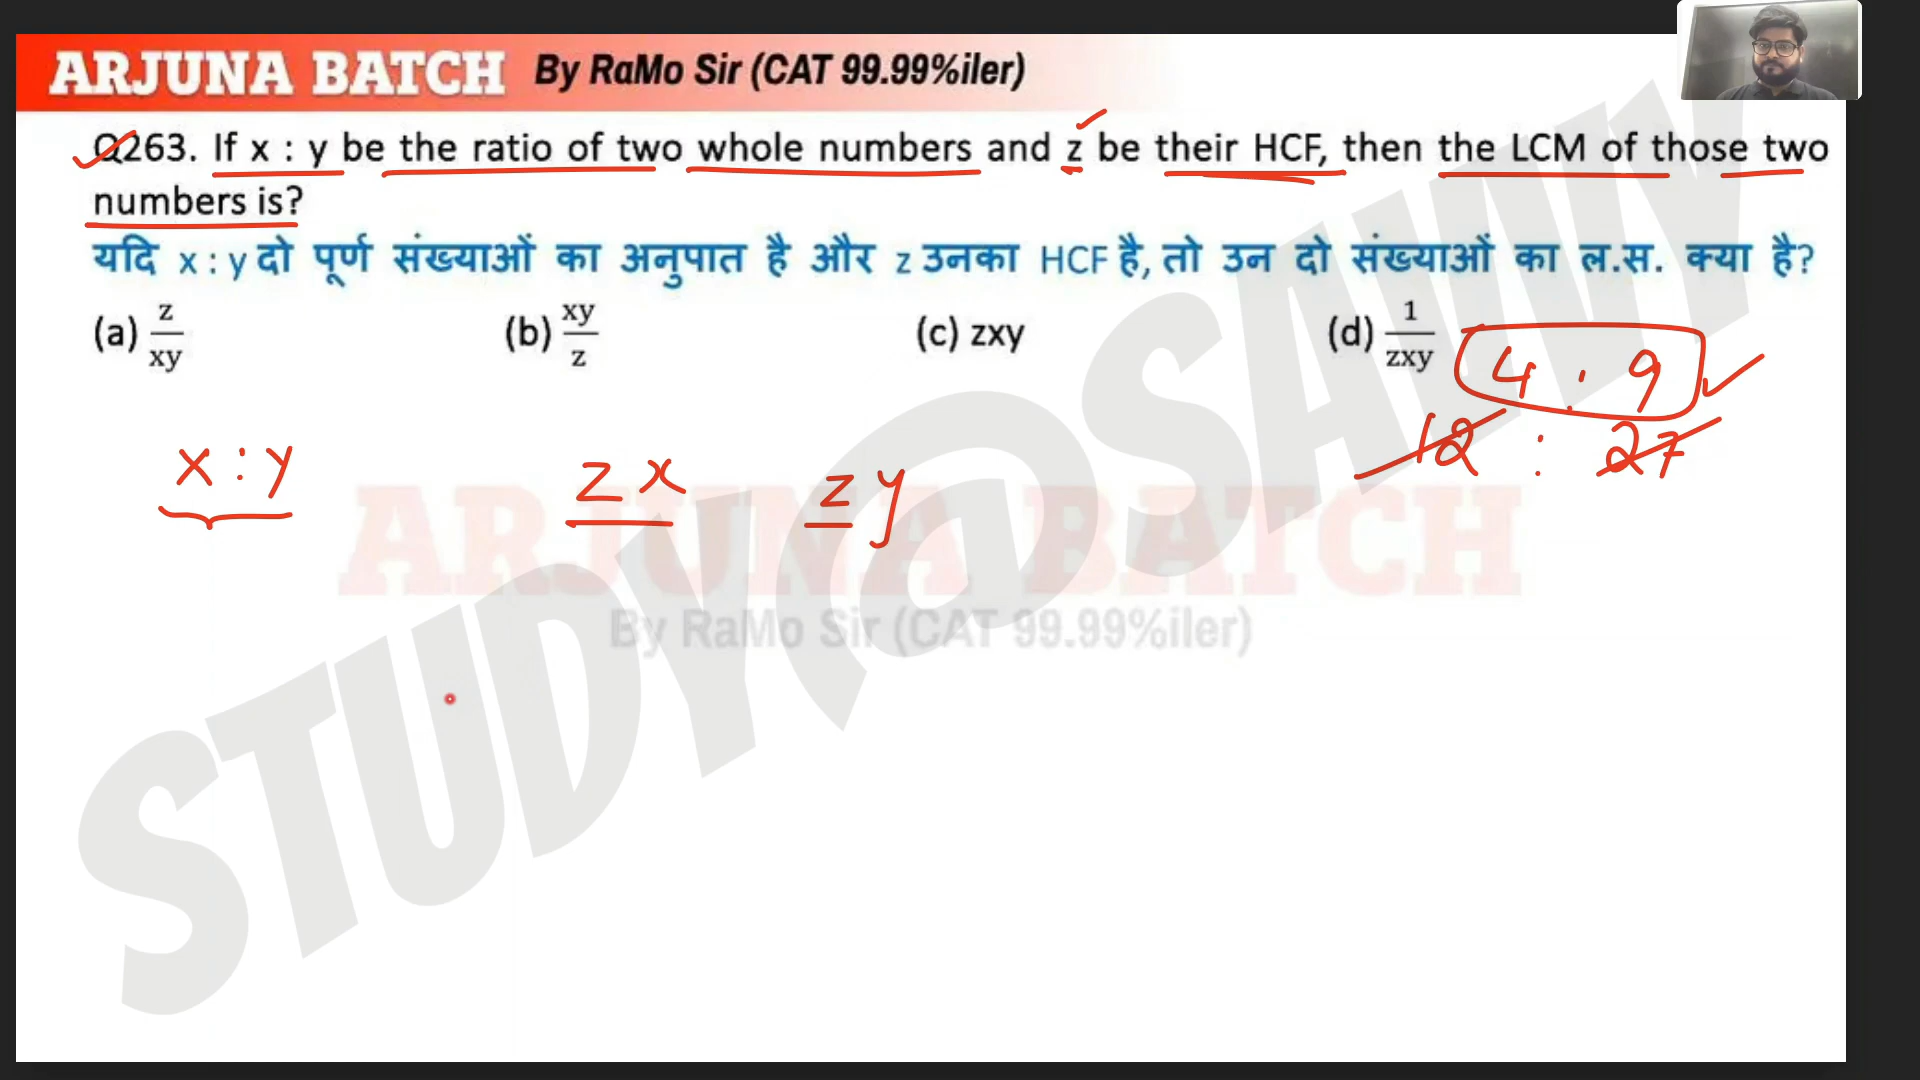 ARJUNA BATCH By RaMo Sir (CAT 99.99%iler)
Q263. If x : y be the ratio of two whole numbers and z be their HCF, then the LCM of those two
numbers is?
यदि x : y दो पूर्ण संख्याओं का अनुपात है और z उनका HCF है, तो उन दो संख्याओं का ल.स. क्या है?
(a) z/xy (b) xy/z (c) zxy (d) 1/zxy
4 : 9
12 : 27
x : y zx zy
ARJUNA BATCH
By RaMo Sir (CAT 99.99%iler)
STUDY@SAVVY